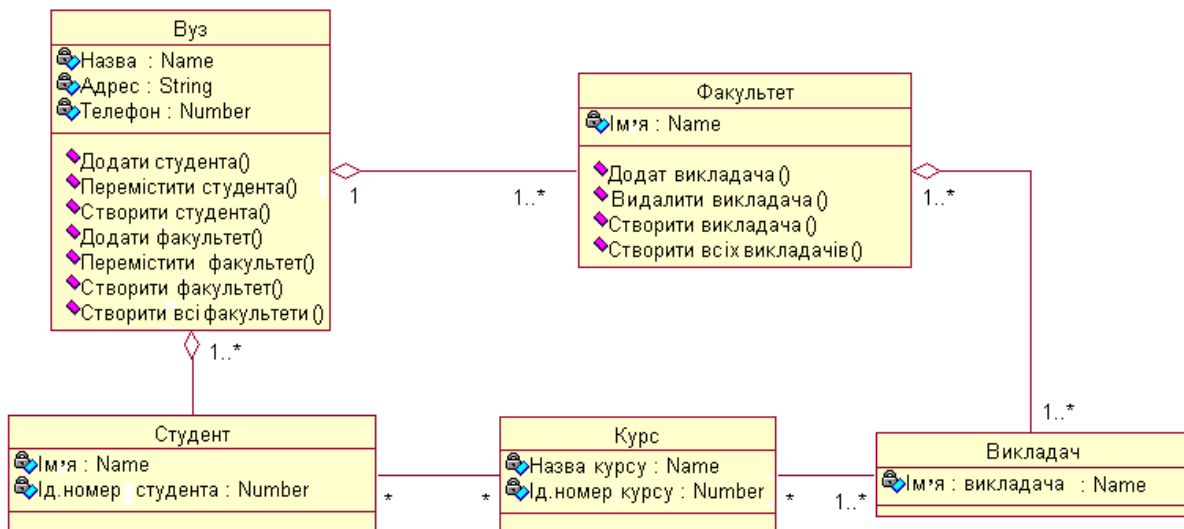 Вуз
Назва : Name
Адрес : String
Телефон : Number
Додати студента()
Перемістити студента()
Створити студента()
Додати факультет()
Перемістити факультет()
Створити факультет()
Створити всі факультети ()
1
1..*
Факультет
Ім'я : Name
Додат викладача ()
Видалити викладача ()
Створити викладача ()
Створити всіх викладачів()
1..*
1..*
1..*
Студент
Ім'я : Name
Ід.номер студента : Number
*
*
Курс
Назва курсу : Name
Ід.номер курсу : Number
*
1..*
Викладач
Ім'я : викладача : Name